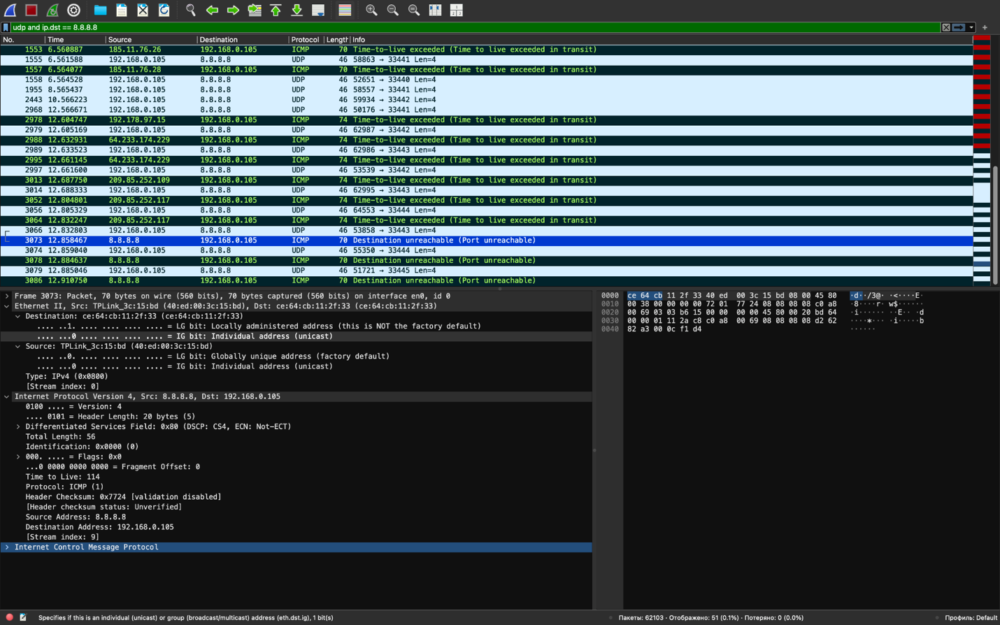 udp and ip.dst == 8.8.8.8
No. Time Source Destination Protocol Length Info
1553 6.560887 185.11.76.26 192.168.0.105 ICMP 70 Time-to-live exceeded (Time to live exceeded in transit)
1555 6.561588 192.168.0.105 8.8.8.8 UDP 46 58863 → 33441 Len=4
1557 6.564077 185.11.76.28 192.168.0.105 ICMP 70 Time-to-live exceeded (Time to live exceeded in transit)
1558 6.564528 192.168.0.105 8.8.8.8 UDP 46 52651 → 33440 Len=4
1955 8.565437 192.168.0.105 8.8.8.8 UDP 46 58557 → 33441 Len=4
2443 10.566223 192.168.0.105 8.8.8.8 UDP 46 59934 → 33442 Len=4
2968 12.566671 192.168.0.105 8.8.8.8 UDP 46 50176 → 33441 Len=4
2978 12.604747 192.178.97.15 192.168.0.105 ICMP 74 Time-to-live exceeded (Time to live exceeded in transit)
2979 12.605169 192.168.0.105 8.8.8.8 UDP 46 62987 → 33442 Len=4
2988 12.632931 64.233.174.229 192.168.0.105 ICMP 74 Time-to-live exceeded (Time to live exceeded in transit)
2989 12.633523 192.168.0.105 8.8.8.8 UDP 46 62986 → 33443 Len=4
2995 12.661145 64.233.174.229 192.168.0.105 ICMP 74 Time-to-live exceeded (Time to live exceeded in transit)
2997 12.661600 192.168.0.105 8.8.8.8 UDP 46 53539 → 33442 Len=4
3013 12.687750 209.85.252.109 192.168.0.105 ICMP 74 Time-to-live exceeded (Time to live exceeded in transit)
3014 12.688333 192.168.0.105 8.8.8.8 UDP 46 62995 → 33443 Len=4
3052 12.804801 209.85.252.117 192.168.0.105 ICMP 74 Time-to-live exceeded (Time to live exceeded in transit)
3056 12.805329 192.168.0.105 8.8.8.8 UDP 46 64553 → 33444 Len=4
3064 12.832247 209.85.252.117 192.168.0.105 ICMP 74 Time-to-live exceeded (Time to live exceeded in transit)
3066 12.832803 192.168.0.105 8.8.8.8 UDP 46 53858 → 33443 Len=4
3073 12.858467 8.8.8.8 192.168.0.105 ICMP 70 Destination unreachable (Port unreachable)
3074 12.859040 192.168.0.105 8.8.8.8 UDP 46 55350 → 33444 Len=4
3078 12.884637 8.8.8.8 192.168.0.105 ICMP 70 Destination unreachable (Port unreachable)
3079 12.885046 192.168.0.105 8.8.8.8 UDP 46 51721 → 33445 Len=4
3086 12.910750 8.8.8.8 192.168.0.105 ICMP 70 Destination unreachable (Port unreachable)
Frame 3073: Packet, 70 bytes on wire (560 bits), 70 bytes captured (560 bits) on interface en0, id 0
Ethernet II, Src: TPLink_3c:15:bd (40:ed:00:3c:15:bd), Dst: ce:64:cb:11:2f:33 (ce:64:cb:11:2f:33)
Destination: ce:64:cb:11:2f:33 (ce:64:cb:11:2f:33)
.... ..1. .... .... .... .... = LG bit: Locally administered address (this is NOT the factory default)
.... ...0 .... .... .... .... = IG bit: Individual address (unicast)
Source: TPLink_3c:15:bd (40:ed:00:3c:15:bd)
.... ..0. .... .... .... .... = LG bit: Globally unique address (factory default)
.... ...0 .... .... .... .... = IG bit: Individual address (unicast)
Type: IPv4 (0x0800)
[Stream index: 0]
Internet Protocol Version 4, Src: 8.8.8.8, Dst: 192.168.0.105
0100 .... = Version: 4
.... 0101 = Header Length: 20 bytes (5)
Differentiated Services Field: 0x80 (DSCP: CS4, ECN: Not-ECT)
Total Length: 56
Identification: 0x0000 (0)
000. .... = Flags: 0x0
...0 0000 0000 0000 = Fragment Offset: 0
Time to Live: 114
Protocol: ICMP (1)
Header Checksum: 0x7724 [validation disabled]
[Header checksum status: Unverified]
Source Address: 8.8.8.8
Destination Address: 192.168.0.105
[Stream index: 9]
Internet Control Message Protocol
0000 ce 64 cb 11 2f 33 40 ed 00 3c 15 bd 08 00 45 80 ·d··/3@· ·<····E·
0010 00 38 00 00 00 00 72 01 77 24 08 08 08 08 c0 a8 ·8····r· w$······
0020 00 69 03 03 b6 15 00 00 00 00 45 80 00 20 bd 64 ·i······ ··E·· ·d
0030 00 00 01 11 2a c8 c0 a8 00 69 08 08 08 08 d2 62 ····*··· ·i·····b
0040 82 a3 00 0c f1 d4 ······
Specifies if this is an individual (unicast) or group (broadcast/multicast) address (eth.dst.ig), 1 bit(s)
Пакеты: 62103 · Отображено: 51 (0.1%) · Потеряно: 0 (0.0%)
Профиль: Default